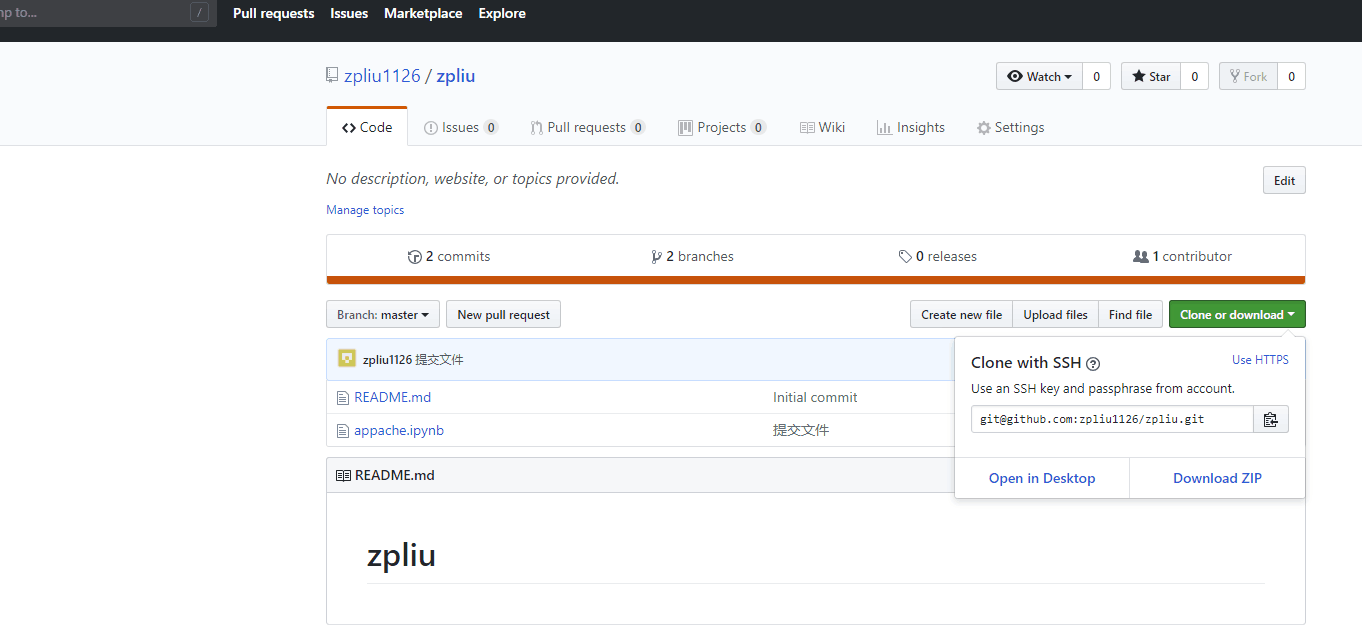 mp to... /
Pull requests Issues Marketplace Explore
zpliu1126 / zpliu
Watch 0 Star 0 Fork 0
Code Issues 0 Pull requests 0 Projects 0 Wiki Insights Settings
No description, website, or topics provided.
Edit
Manage topics
2 commits 2 branches 0 releases 1 contributor
Branch: master New pull request Create new file Upload files Find file Clone or download
zpliu1126 提交文件
README.md Initial commit
appache.ipynb 提交文件
Clone with SSH ? Use HTTPS
Use an SSH key and passphrase from account.
git@github.com:zpliu1126/zpliu.git
Open in Desktop Download ZIP
README.md
zpliu